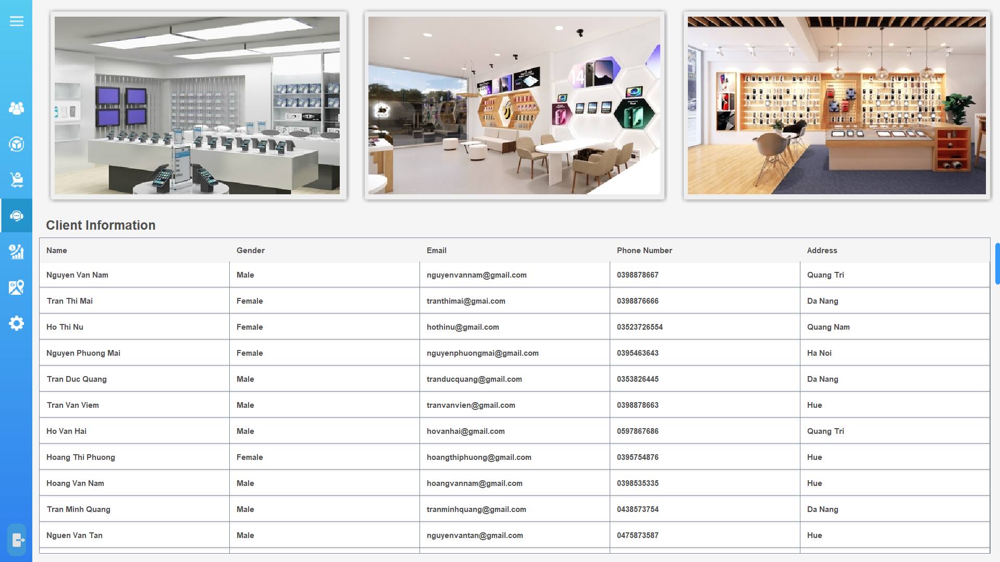 14
Client Information
Name Gender Email Phone Number Address
Nguyen Van Nam Male nguyenvannam@gmail.com 0398878667 Quang Tri
Tran Thi Mai Female tranthimai@gmai.com 0398876666 Da Nang
Ho Thi Nu Female hothinu@gmail.com 03523726554 Quang Nam
Nguyen Phuong Mai Female nguyenphuongmai@gmail.com 0395463643 Ha Noi
Tran Duc Quang Male tranducquang@gmail.com 0353826445 Da Nang
Tran Van Viem Male tranvanvien@gmail.com 0398878663 Hue
Ho Van Hai Male hovanhai@gmail.com 0597867686 Quang Tri
Hoang Thi Phuong Female hoangthiphuong@gmail.com 0395754876 Hue
Hoang Van Nam Male hoangvannam@gmail.com 0398535335 Hue
Tran Minh Quang Male tranminhquang@gmail.com 0438573754 Da Nang
Nguen Van Tan Male nguyenvantan@gmail.com 0475873587 Hue